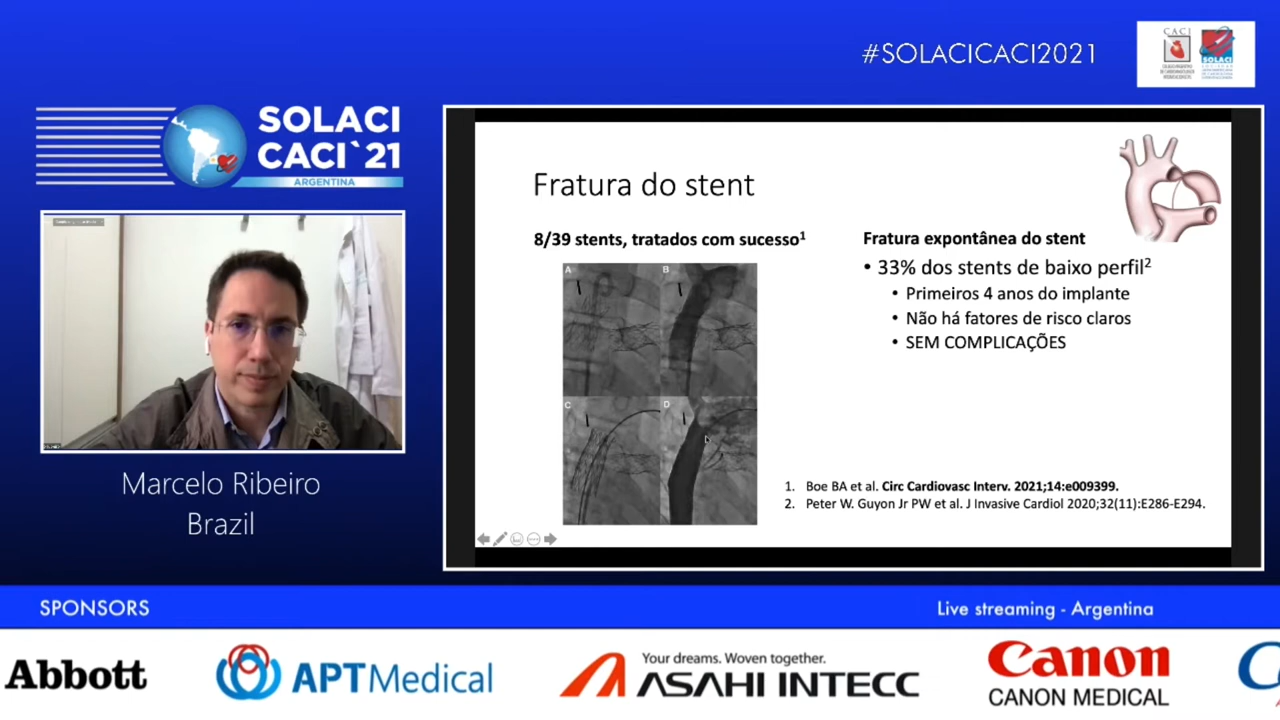 #SOLACICACI2021
CACI
SOLACI
SOLACI
CACI`21
ARGENTINA
Marcelo Ribeiro
Brazil
Fratura do stent
8/39 stents, tratados com sucesso1
A
B
C
D
Fratura expontânea do stent
• 33% dos stents de baixo perfil2
• Primeiros 4 anos do implante
• Não há fatores de risco claros
• SEM COMPLICAÇÕES
1. Boe BA et al. Circ Cardiovasc Interv. 2021;14:e009399.
2. Peter W. Guyon Jr PW et al. J Invasive Cardiol 2020;32(11):E286-E294.
SPONSORS
Live streaming - Argentina
Abbott
APTMedical
Your dreams. Woven together.
ASAHI INTECC
Canon
CANON MEDICAL